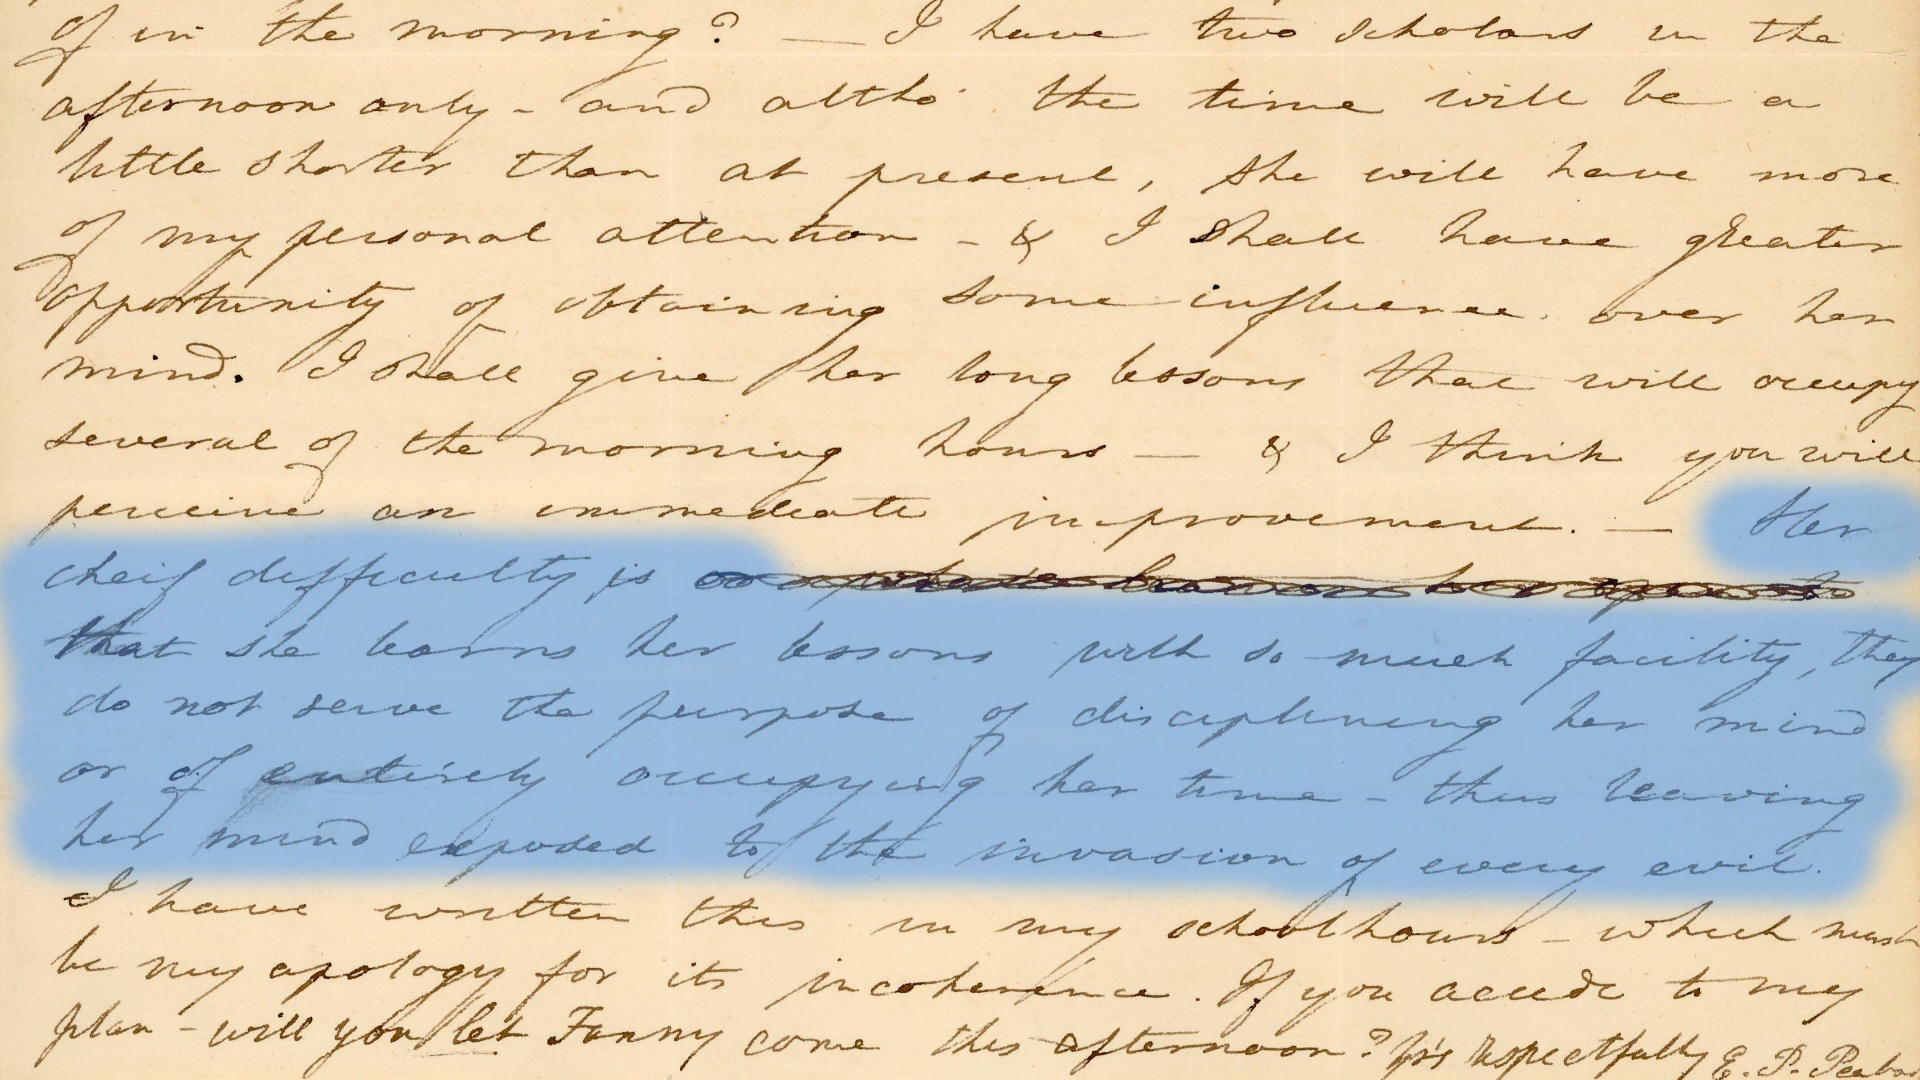 of in the morning? — I have two scholars in the
afternoon only - and altho' the time will be a
little shorter than at present, she will have more
of my personal attention - & I shall have greater
opportunity of obtaining some influence over her
mind. I shall give her long lessons that will occupy
several of the morning hours — & I think you will
perceive an immediate improvement. — Her
cheif difficulty is
that she learns her lessons with so much facility, they
do not serve the purpose of disciplining her mind
or of entirely occupying her time - thus leaving
her mind exposed to the invasion of every evil.
I have written this in my school hours - which must
be my apology for its incoherence. If you accede to my
plan - will you let Fanny come this afternoon? Yrs respectfully E. P. Peabod